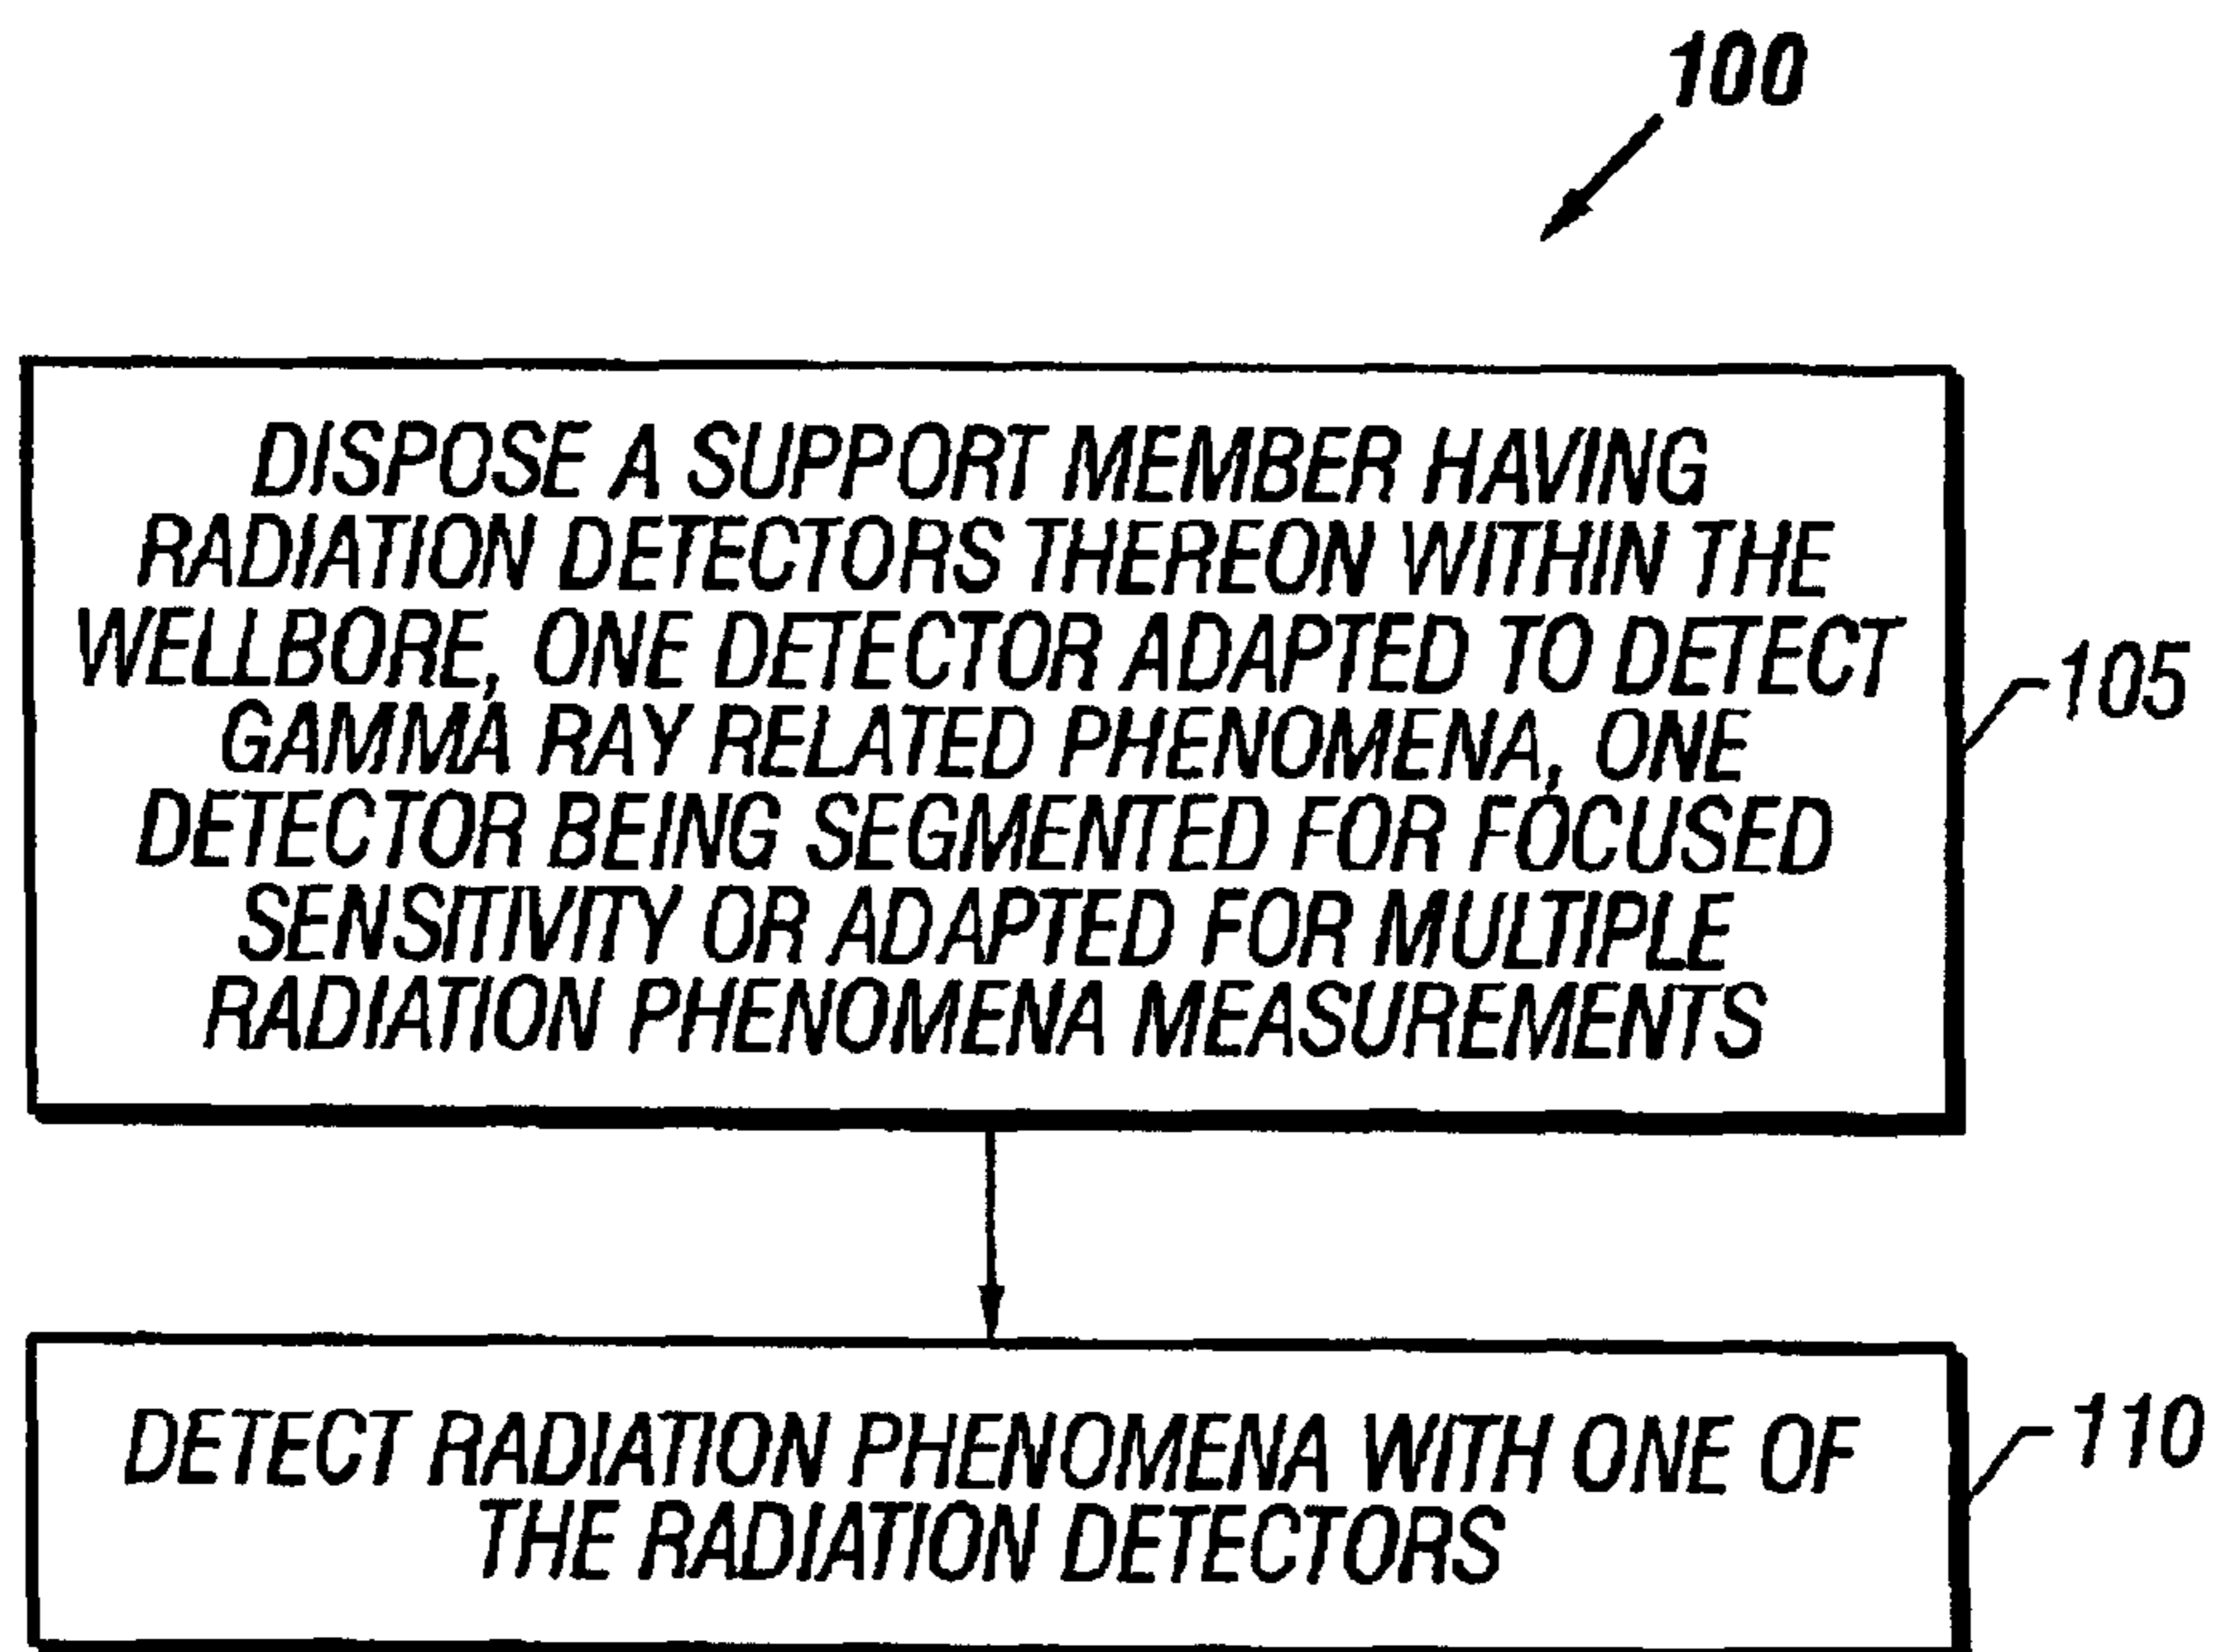 100
DISPOSE A SUPPORT MEMBER HAVING
RADIATION DETECTORS THEREON WITHIN THE
WELLBORE, ONE DETECTOR ADAPTED TO DETECT
GAMMA RAY RELATED PHENOMENA, ONE
DETECTOR BEING SEGMENTED FOR FOCUSED
SENSITIVITY OR ADAPTED FOR MULTIPLE
RADIATION PHENOMENA MEASUREMENTS
105
DETECT RADIATION PHENOMENA WITH ONE OF
THE RADIATION DETECTORS
110